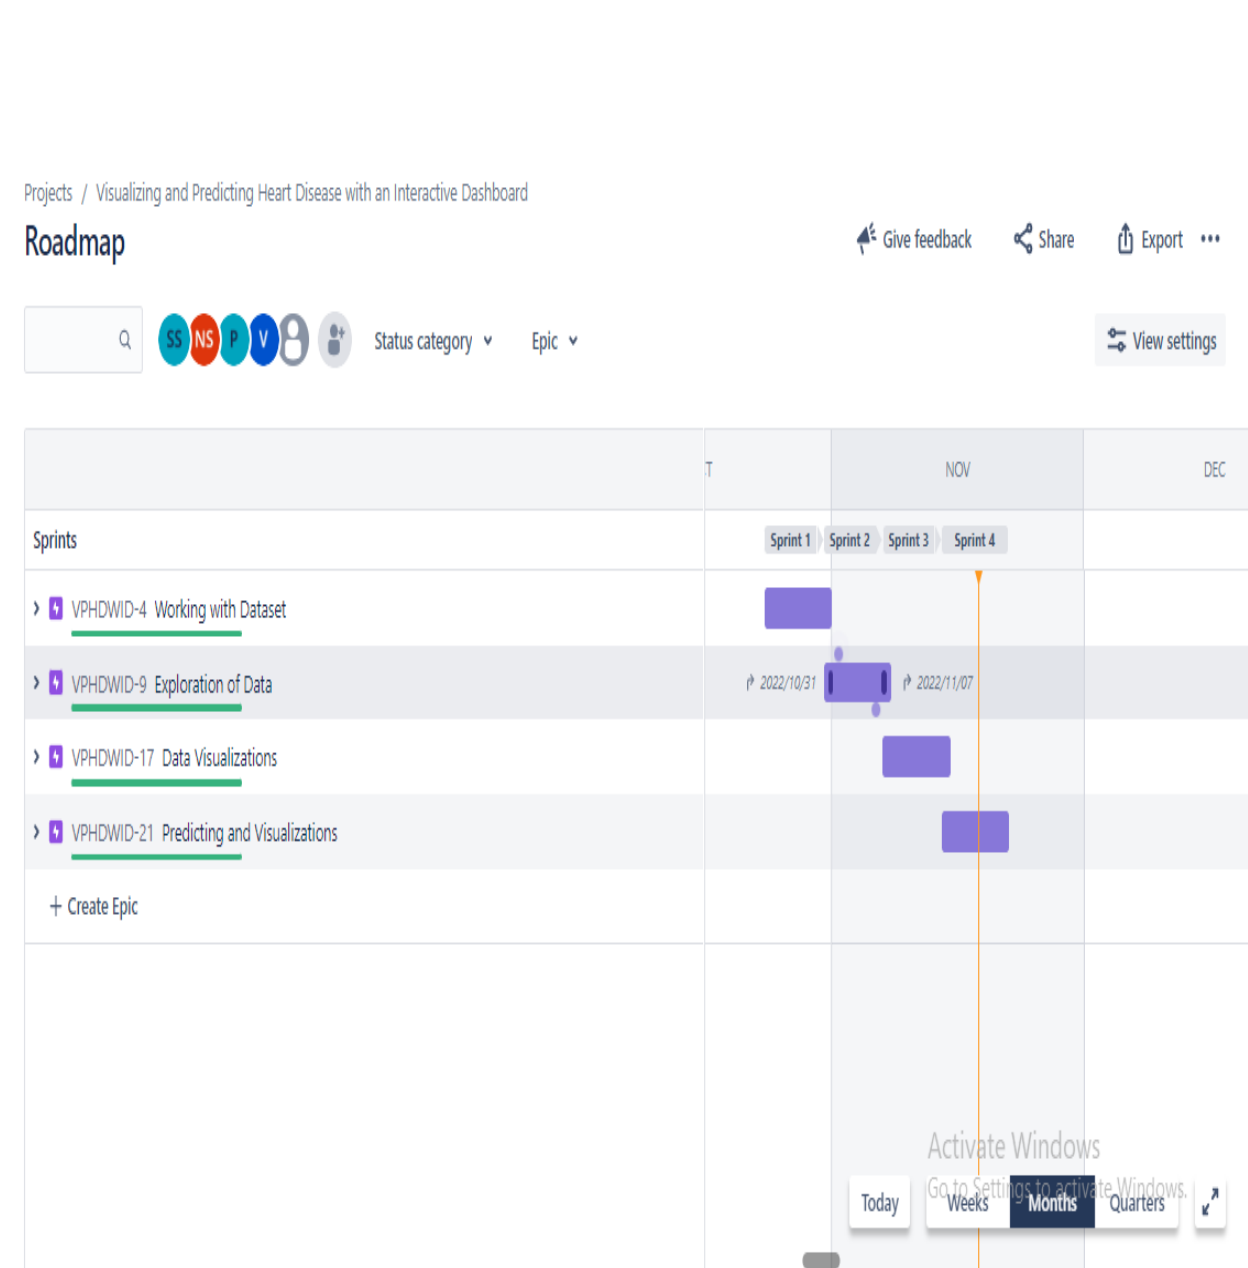 Projects / Visualizing and Predicting Heart Disease with an Interactive Dashboard
Roadmap
Give feedback Share Export
SS NS P V Status category Epic View settings
T NOV DEC
Sprints Sprint 1 Sprint 2 Sprint 3 Sprint 4
VPHDWID-4 Working with Dataset
VPHDWID-9 Exploration of Data 2022/10/31 2022/11/07
VPHDWID-17 Data Visualizations
VPHDWID-21 Predicting and Visualizations
+ Create Epic
Activate Windows
Go to Settings to activate Windows.
Today Weeks Months Quarters